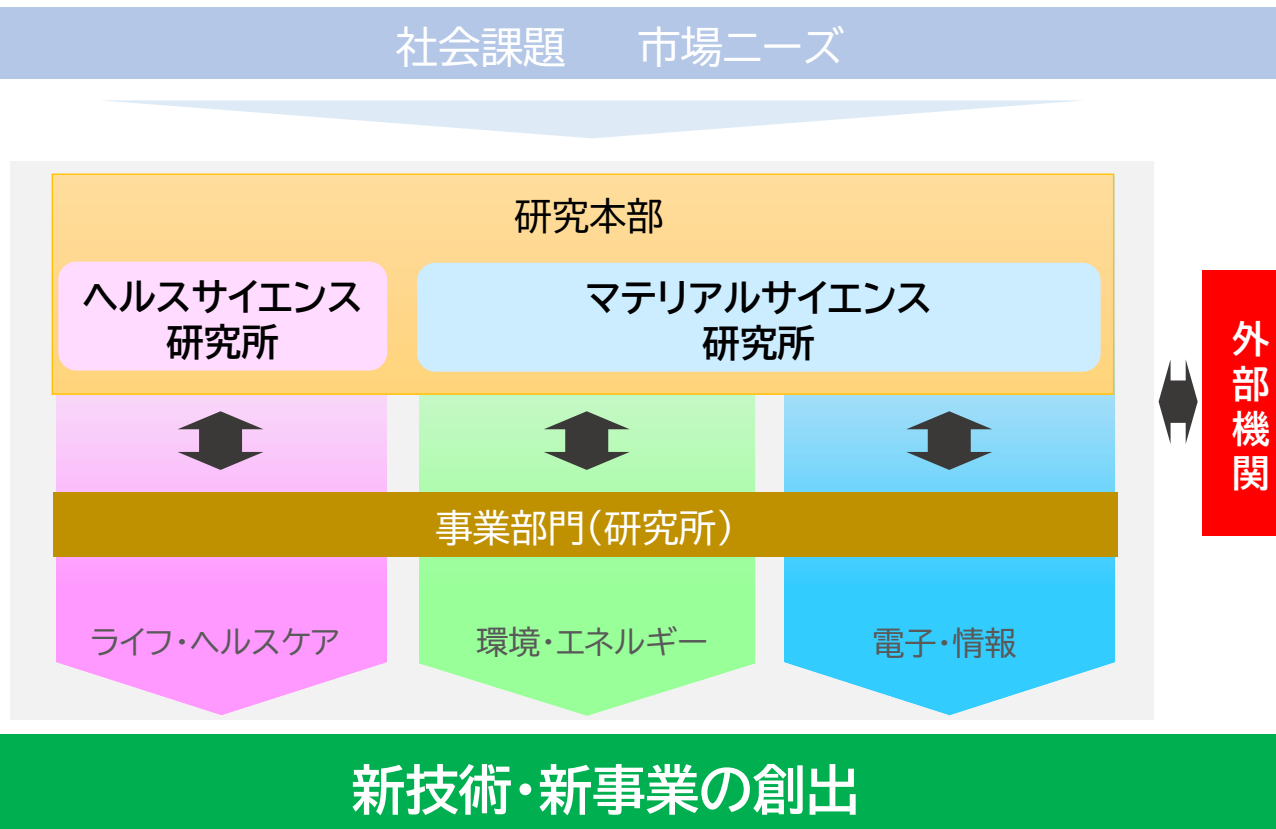 社会課題　市場ニーズ
研究本部
ヘルスサイエンス
研究所
マテリアルサイエンス
研究所
外部機関
事業部門(研究所)
ライフ・ヘルスケア
環境・エネルギー
電子・情報
新技術・新事業の創出